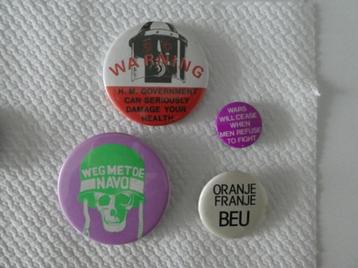 WARNING
H.M. GOVERNMENT
CAN SERIOUSLY
DAMAGE YOUR
HEALTH
WARS
WILL CEASE
WHEN
MEN REFUSE
TO FIGHT
WEG MET DE
NAVO
ORANJE
FRANJE
BEU